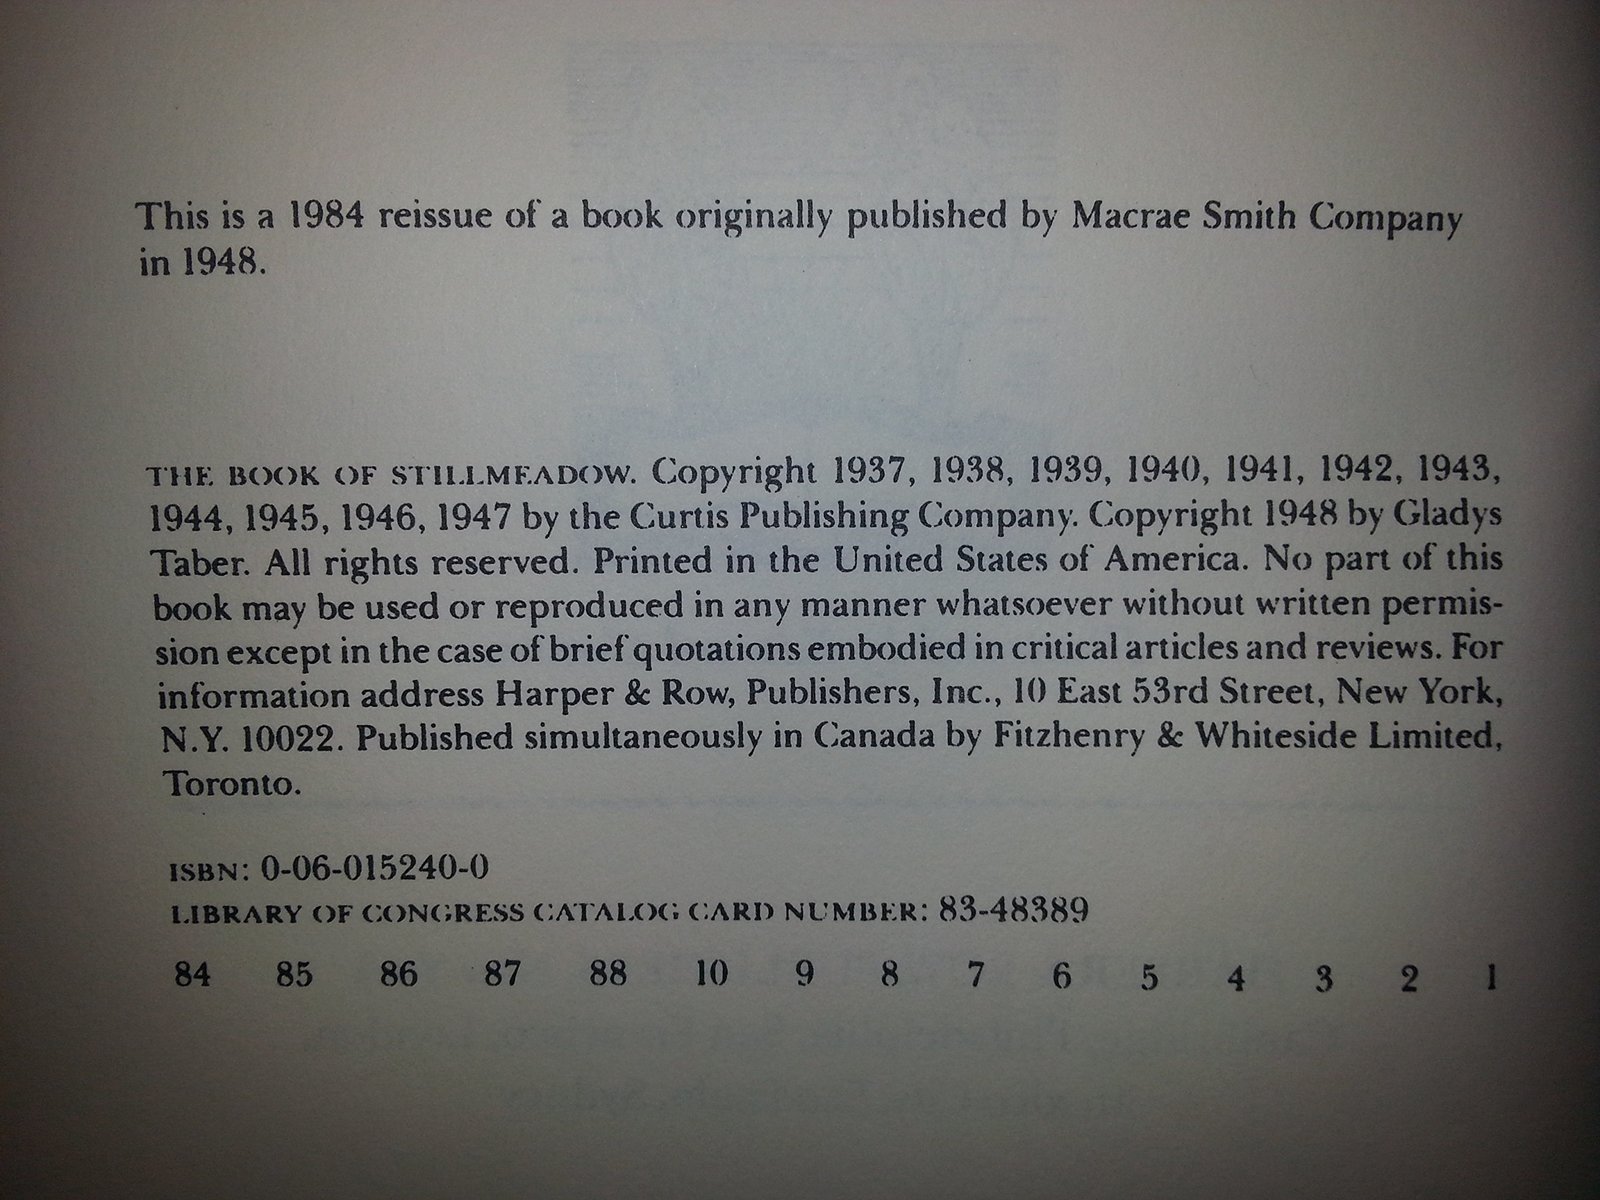 This is a 1984 reissue of a book originally published by Macrae Smith Company
in 1948.
THE BOOK OF STILLMEADOW. Copyright 1937, 1938, 1939, 1940, 1941, 1942, 1943,
1944, 1945, 1946, 1947 by the Curtis Publishing Company. Copyright 1948 by Gladys
Taber. All rights reserved. Printed in the United States of America. No part of this
book may be used or reproduced in any manner whatsoever without written permis-
sion except in the case of brief quotations embodied in critical articles and reviews. For
information address Harper & Row, Publishers, Inc., 10 East 53rd Street, New York,
N.Y. 10022. Published simultaneously in Canada by Fitzhenry & Whiteside Limited,
Toronto.
ISBN: 0-06-015240-0
LIBRARY OF CONGRESS CATALOG CARD NUMBER: 83-48389
84 85 86 87 88 10 9 8 7 6 5 4 3 2 1